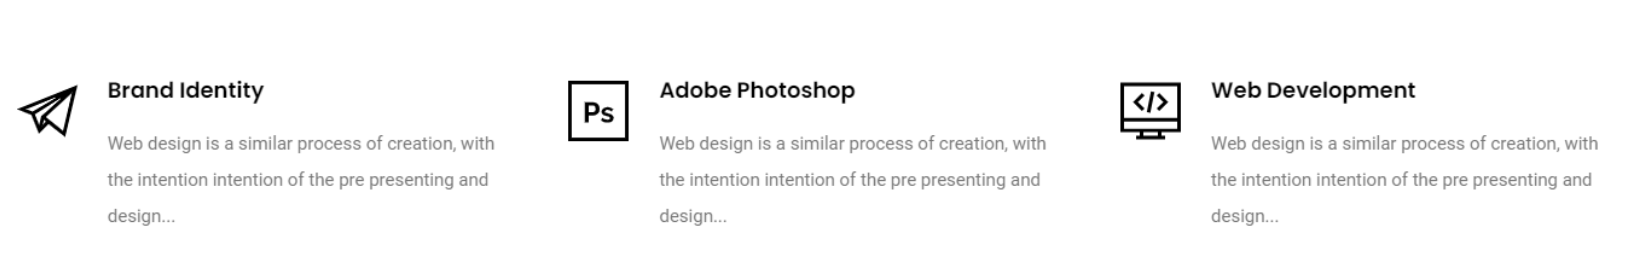 Brand Identity
Web design is a similar process of creation, with
the intention intention of the pre presenting and
design...
Ps
Adobe Photoshop
Web design is a similar process of creation, with
the intention intention of the pre presenting and
design...
</>
Web Development
Web design is a similar process of creation, with
the intention intention of the pre presenting and
design...